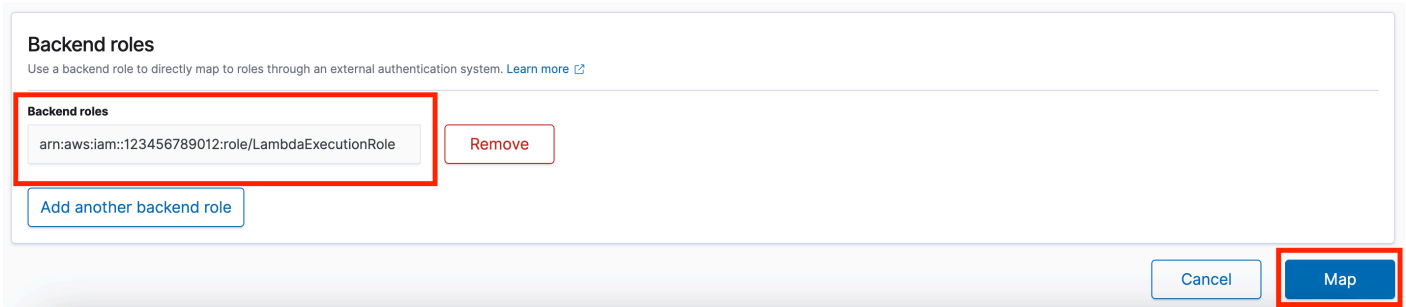 Backend roles
Use a backend role to directly map to roles through an external authentication system. Learn more
Backend roles
arn:aws:iam::123456789012:role/LambdaExecutionRole
Remove
Add another backend role
Cancel
Map